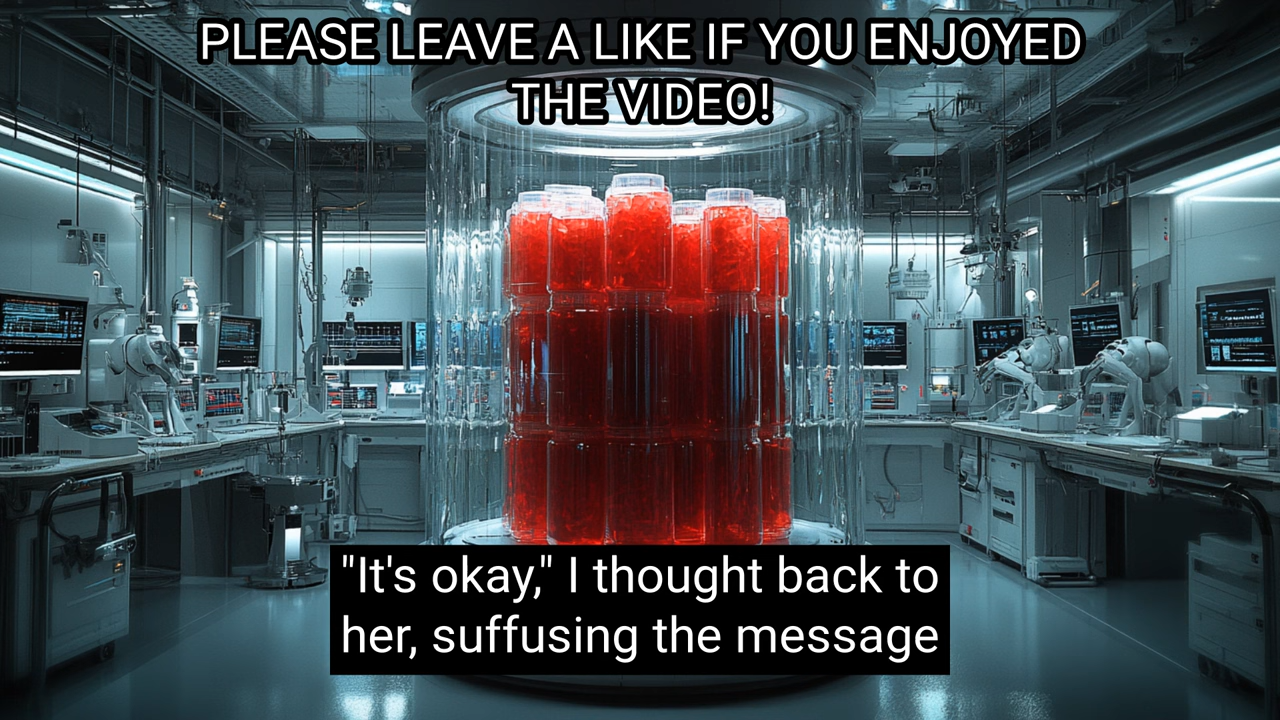 PLEASE LEAVE A LIKE IF YOU ENJOYED
THE VIDEO!
"It's okay," I thought back to
her, suffusing the message